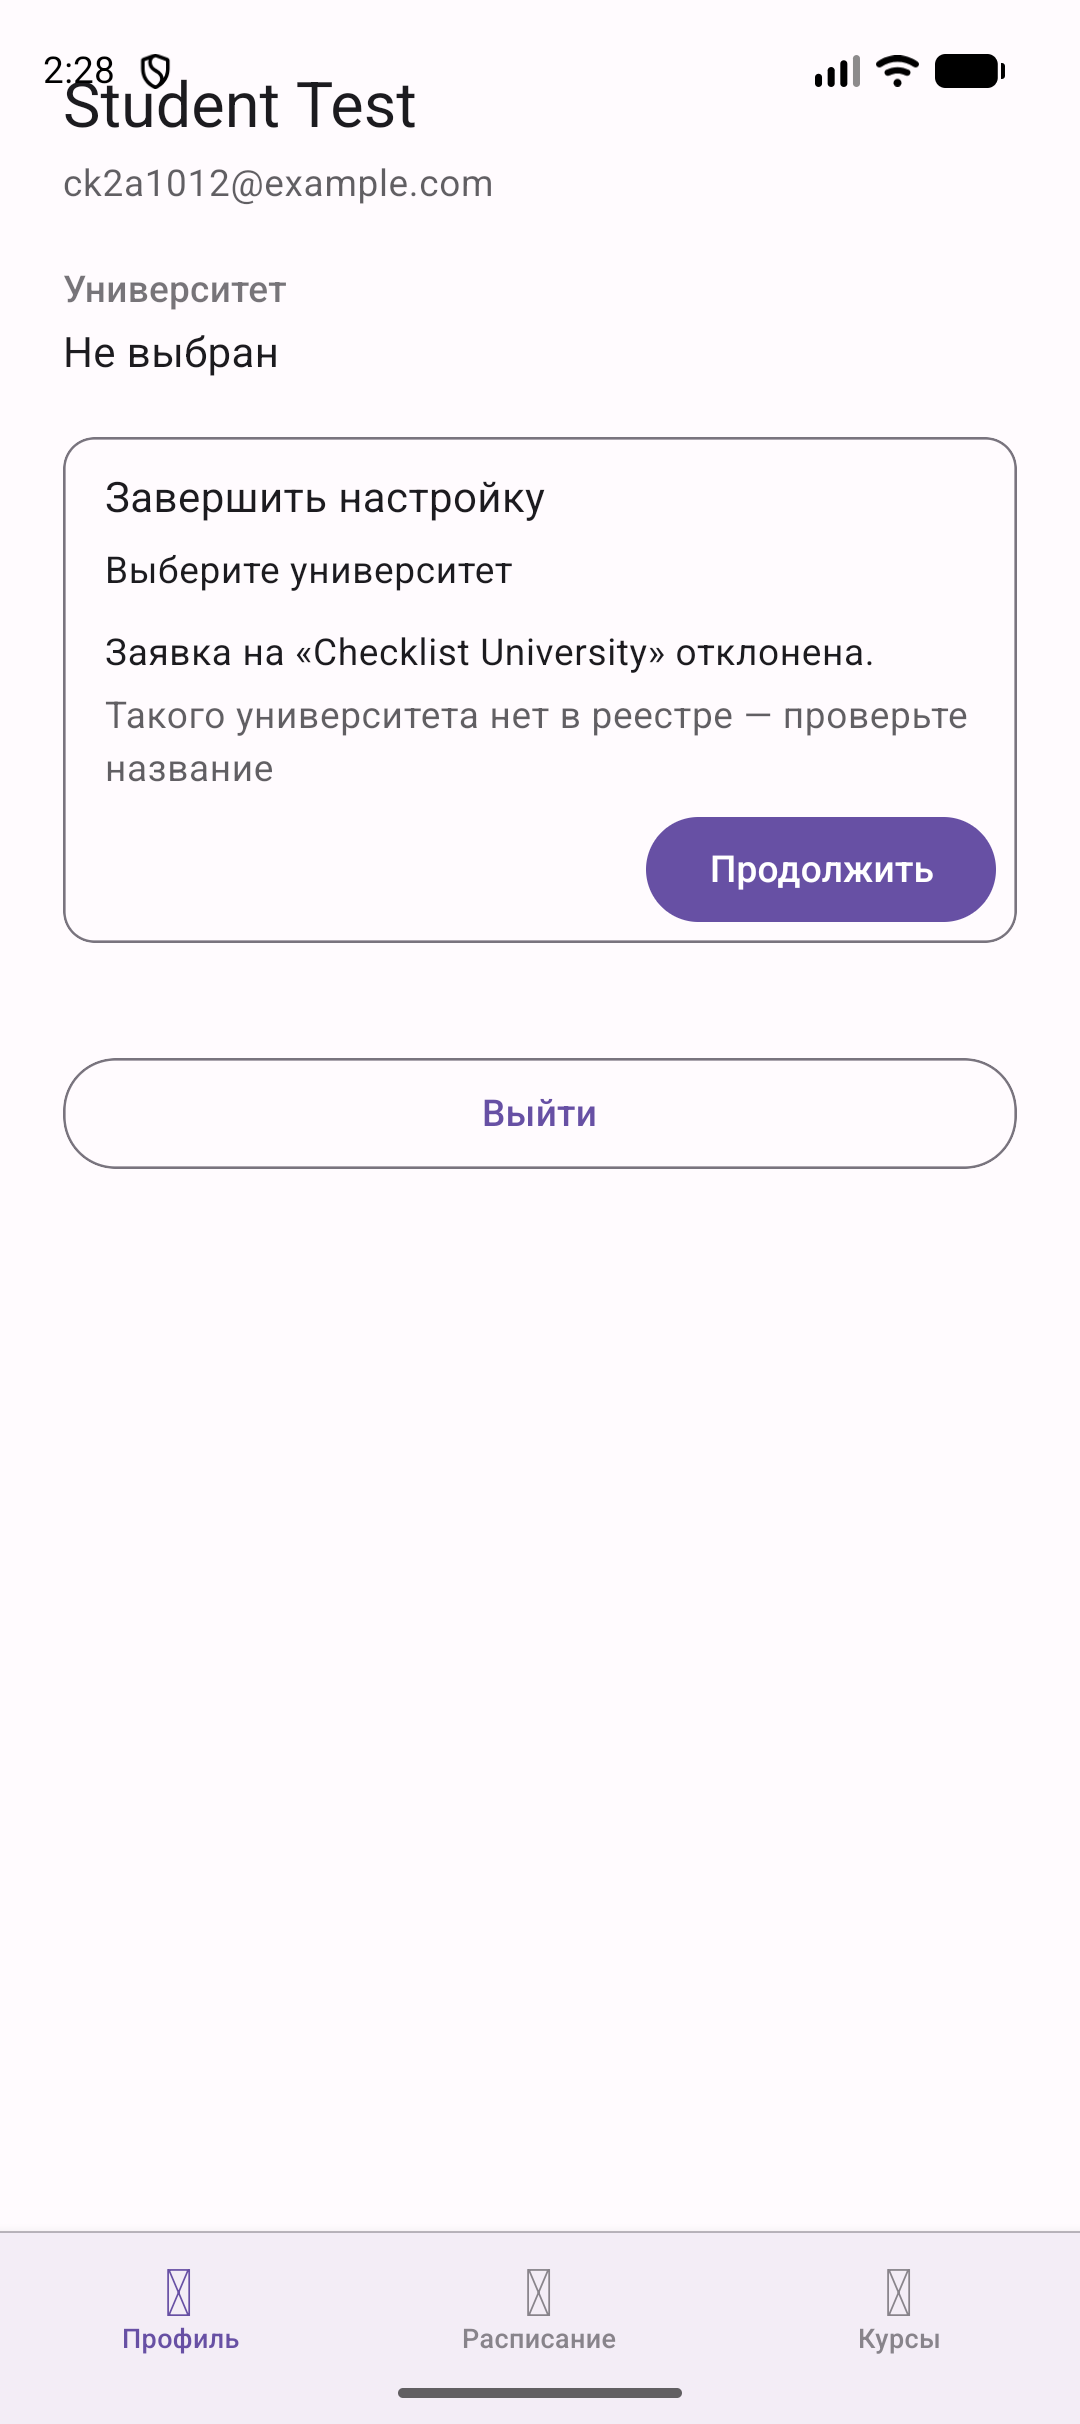 2:28
Student Test
ck2a1012@example.com
Университет
Не выбран
Завершить настройку
Выберите университет
Заявка на «Checklist University» отклонена.
Такого университета нет в реестре — проверьте
название
Продолжить
Выйти
Профиль
Расписание
Курсы